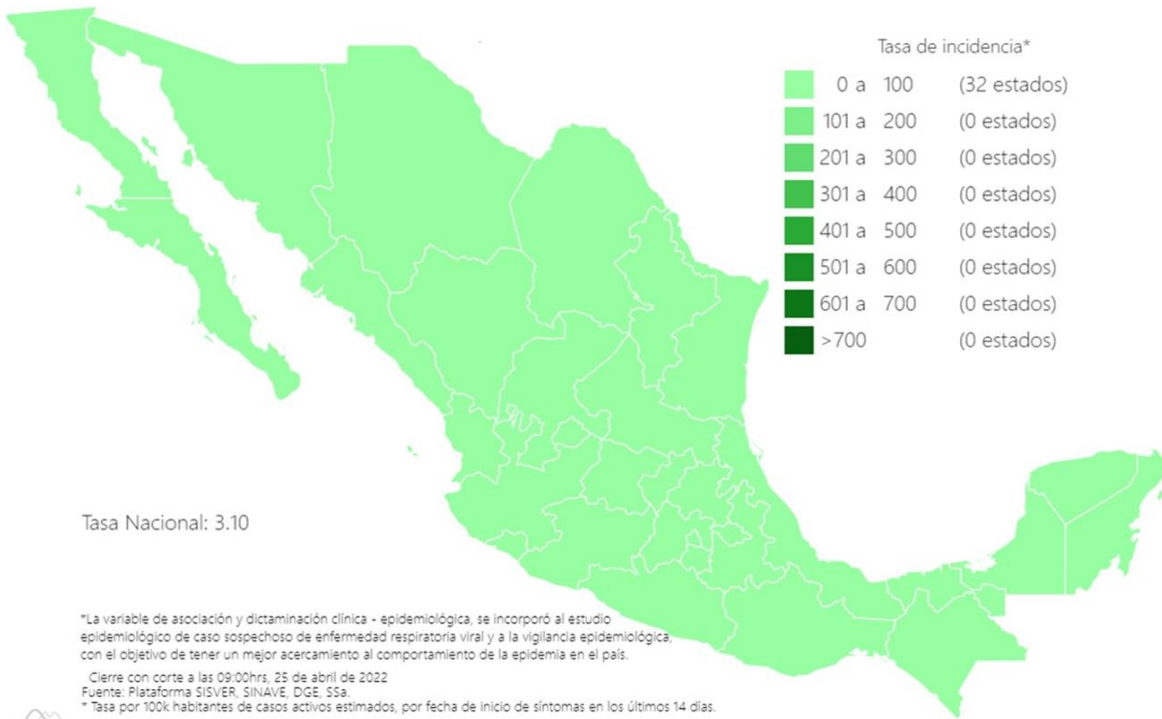 Tasa de incidencia*
0 a 100 (32 estados)
101 a 200 (0 estados)
201 a 300 (0 estados)
301 a 400 (0 estados)
401 a 500 (0 estados)
501 a 600 (0 estados)
601 a 700 (0 estados)
>700 (0 estados)
Tasa Nacional: 3.10
*La variable de asociación y dictaminación clínica - epidemiológica, se incorporó al estudio
epidemiológico de caso sospechoso de enfermedad respiratoria viral y a la vigilancia epidemiológica,
con el objetivo de tener un mejor acercamiento al comportamiento de la epidemia en el país.
Cierre con corte a las 09:00hrs, 25 de abril de 2022
Fuente: Plataforma SISVER, SINAVE, DGE, SSa.
* Tasa por 100k habitantes de casos activos estimados, por fecha de inicio de síntomas en los últimos 14 días.